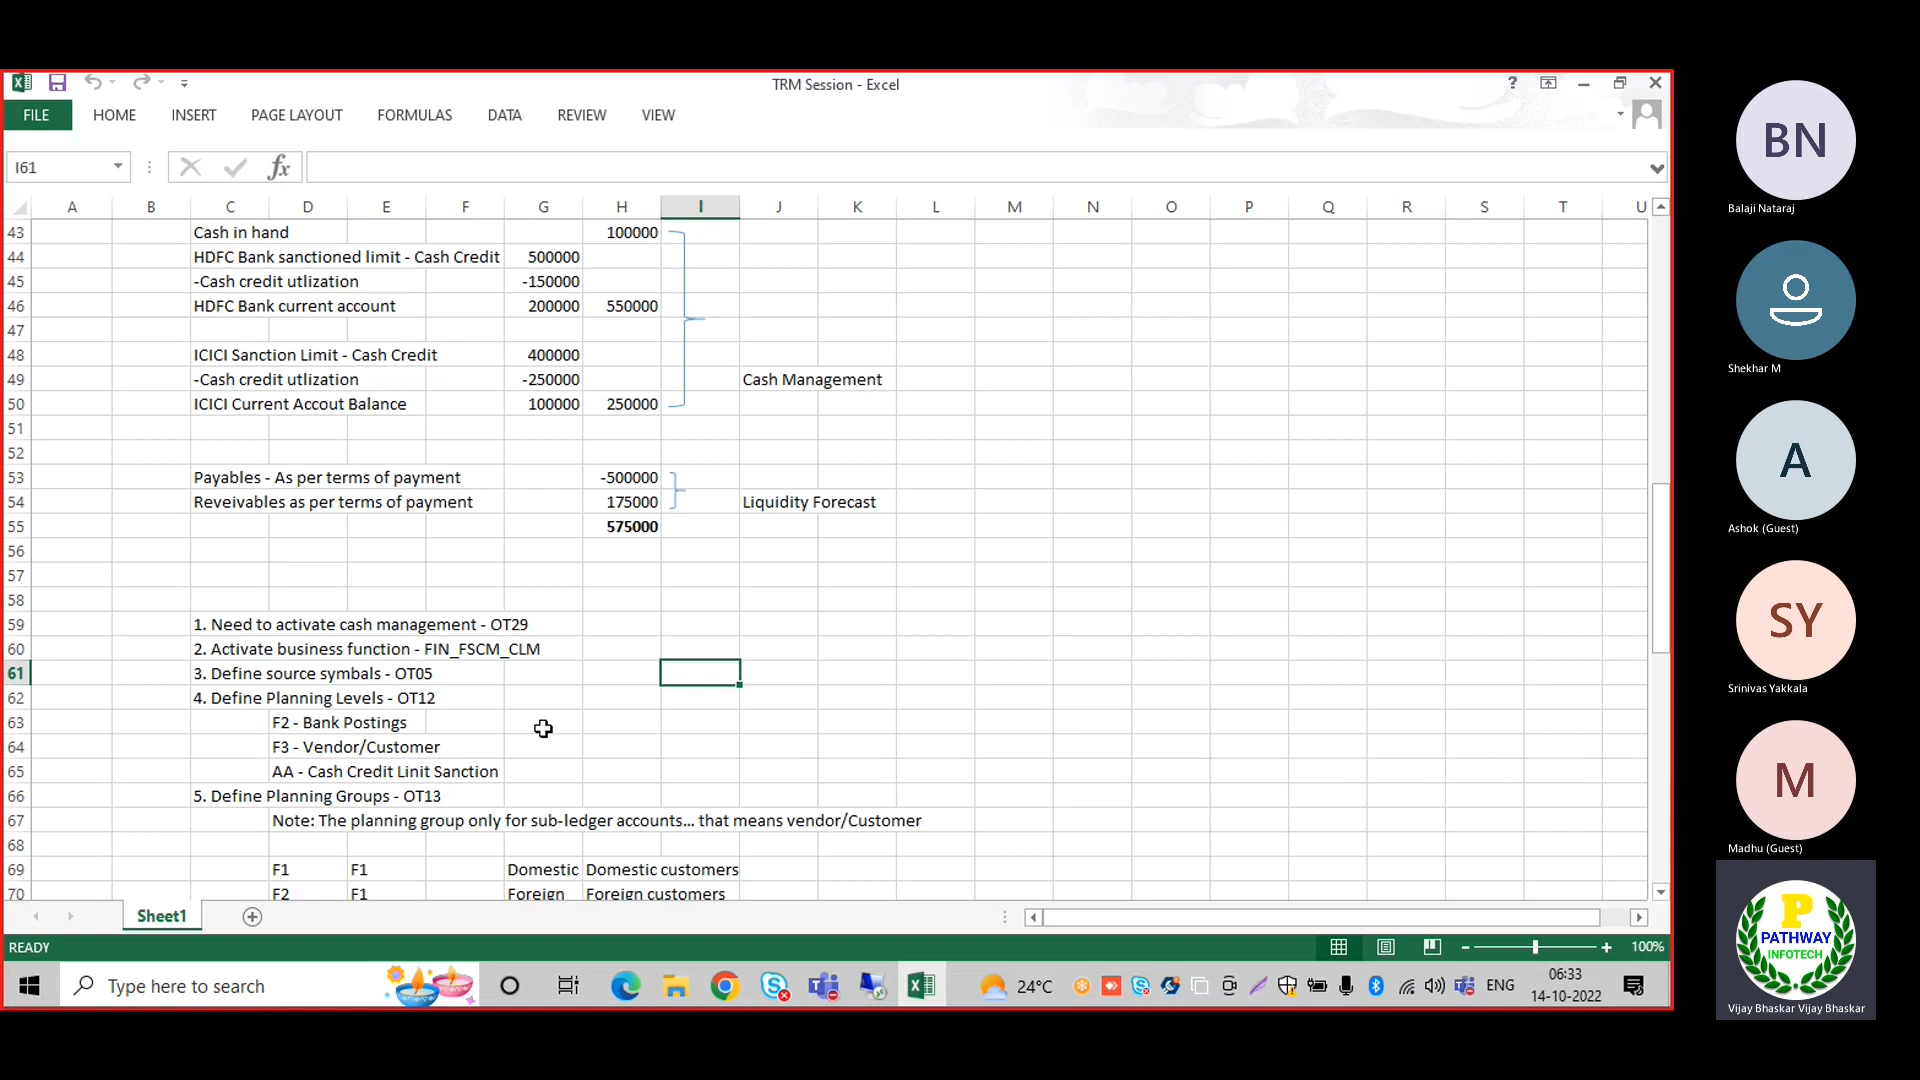 TRM Session - Excel
FILE HOME INSERT PAGE LAYOUT FORMULAS DATA REVIEW VIEW
I61 fx
A B C D E F G H I J K L M N O P Q R S T U
43 Cash in hand 100000
44 HDFC Bank sanctioned limit - Cash Credit 500000
45 -Cash credit utlization -150000
46 HDFC Bank current account 200000 550000
47
48 ICICI Sanction Limit - Cash Credit 400000
49 -Cash credit utlization -250000 Cash Management
50 ICICI Current Accout Balance 100000 250000
51
52
53 Payables - As per terms of payment -500000
54 Reveivables as per terms of payment 175000 Liquidity Forecast
55 575000
56
57
58
59 1. Need to activate cash management - OT29
60 2. Activate business function - FIN_FSCM_CLM
61 3. Define source symbals - OT05
62 4. Define Planning Levels - OT12
63 F2 - Bank Postings
64 F3 - Vendor/Customer
65 AA - Cash Credit Linit Sanction
66 5. Define Planning Groups - OT13
67 Note: The planning group only for sub-ledger accounts... that means vendor/Customer
68
69 F1 F1 Domestic Domestic customers
70 F2 F1 Foreign Foreign customers
Sheet1
READY 100%
Type here to search 24°C ENG 06:33
14-10-2022
BN
Balaji Nataraj
Shekhar M
A
Ashok (Guest)
SY
Srinivas Yakkala
M
Madhu (Guest)
P
PATHWAY
INFOTECH
Vijay Bhaskar Vijay Bhaskar